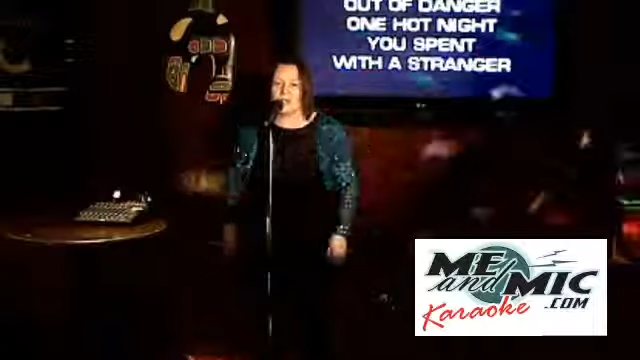 OUT OF DANGER
ONE HOT NIGHT
YOU SPENT
WITH A STRANGER
ME
and MIC
.COM
Karaoke